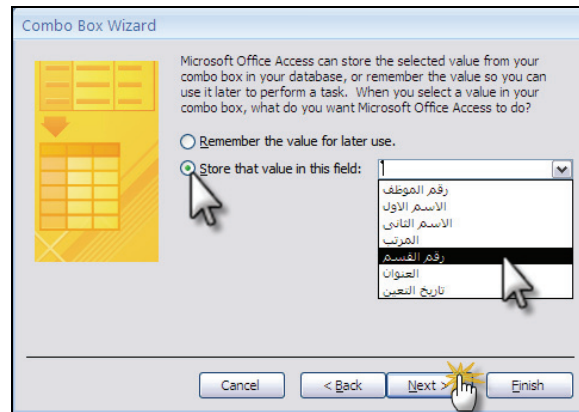 Combo Box Wizard
Microsoft Office Access can store the selected value from your
combo box in your database, or remember the value so you can
use it later to perform a task. When you select a value in your
combo box, what do you want Microsoft Office Access to do?
Remember the value for later use.
Store that value in this field:
رقم الموظف
الاسم الاول
الاسم الثانى
المرتب
رقم القسم
العنوان
تاريخ التعين
Cancel
< Back
Next >
Finish